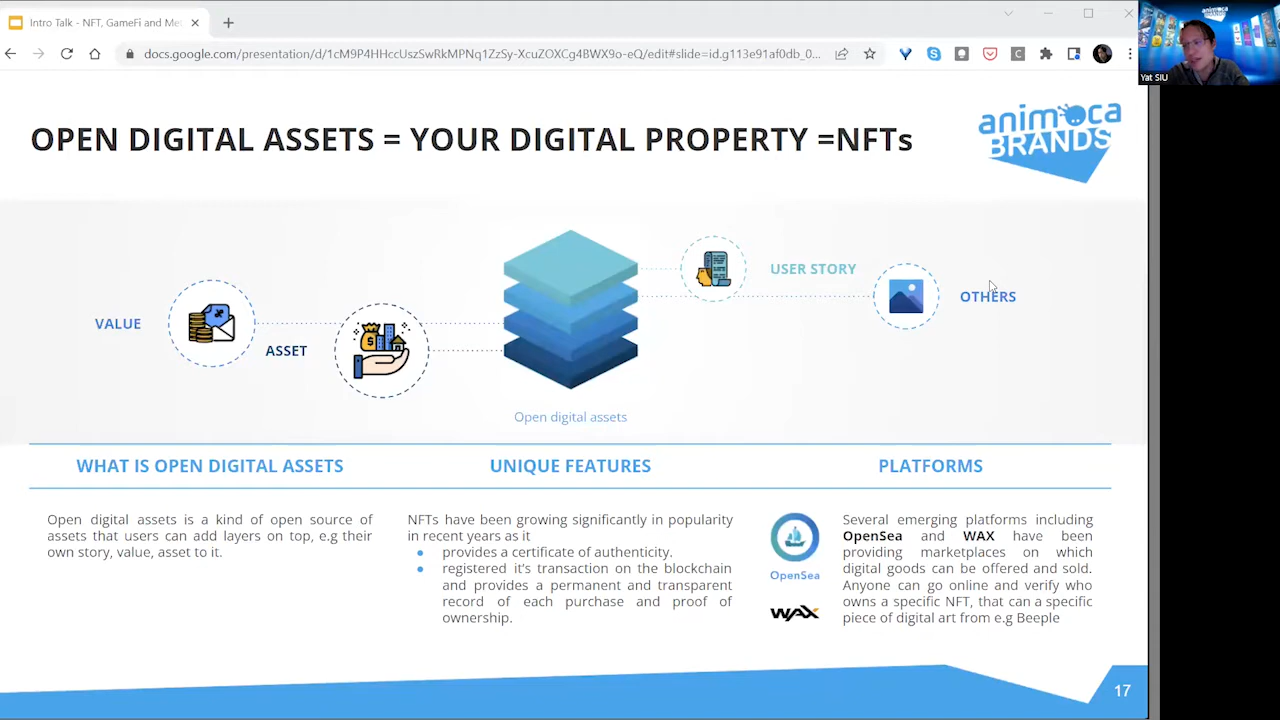 Intro Talk - NFT, GameFi and Me
docs.google.com/presentation/d/1cM9P4HHccUszSwRkMPNq1ZySy-XcuZOXCg4BWX9o-eQ/edit#slide=id.g113e91af0db_0...
animoca
BRANDS
Yat SIU
OPEN DIGITAL ASSETS = YOUR DIGITAL PROPERTY =NFTs
animoca
BRANDS
USER STORY
OTHERS
VALUE
ASSET
Open digital assets
WHAT IS OPEN DIGITAL ASSETS
Open digital assets is a kind of open source of
assets that users can add layers on top, e.g their
own story, value, asset to it.
UNIQUE FEATURES
NFTs have been growing significantly in popularity
in recent years as it
● provides a certificate of authenticity.
● registered it's transaction on the blockchain
and provides a permanent and transparent
record of each purchase and proof of
ownership.
PLATFORMS
OpenSea
WAX
Several emerging platforms including
OpenSea and WAX have been
providing marketplaces on which
digital goods can be offered and sold.
Anyone can go online and verify who
owns a specific NFT, that can a specific
piece of digital art from e.g Beeple
17